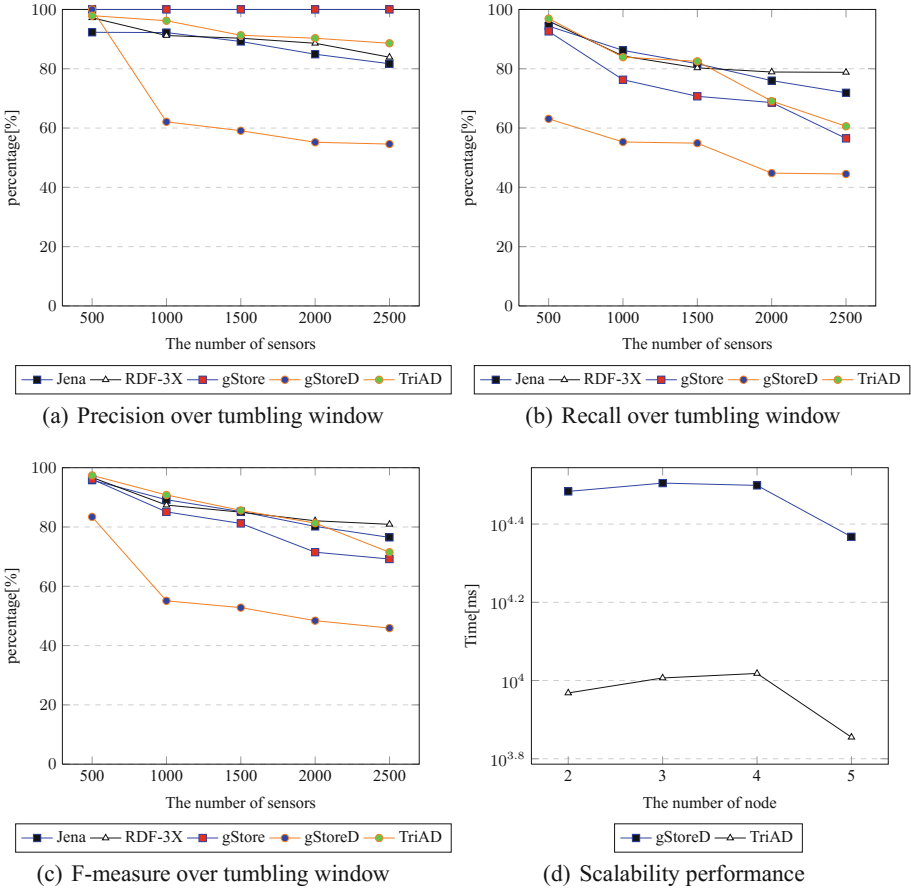 100
80
60
40
20
0
percentage[%]
500 1000 1500 2000 2500
The number of sensors
Jena RDF-3X gStore gStoreD TriAD
(a) Precision over tumbling window
100
80
60
40
20
0
percentage[%]
500 1000 1500 2000 2500
The number of sensors
Jena RDF-3X gStore gStoreD TriAD
(b) Recall over tumbling window
100
80
60
40
20
0
percentage[%]
500 1000 1500 2000 2500
The number of sensors
Jena RDF-3X gStore gStoreD TriAD
(c) F-measure over tumbling window
10^4.4
10^4.2
10^4
10^3.8
Time[ms]
2 3 4 5
The number of node
gStoreD TriAD
(d) Scalability performance